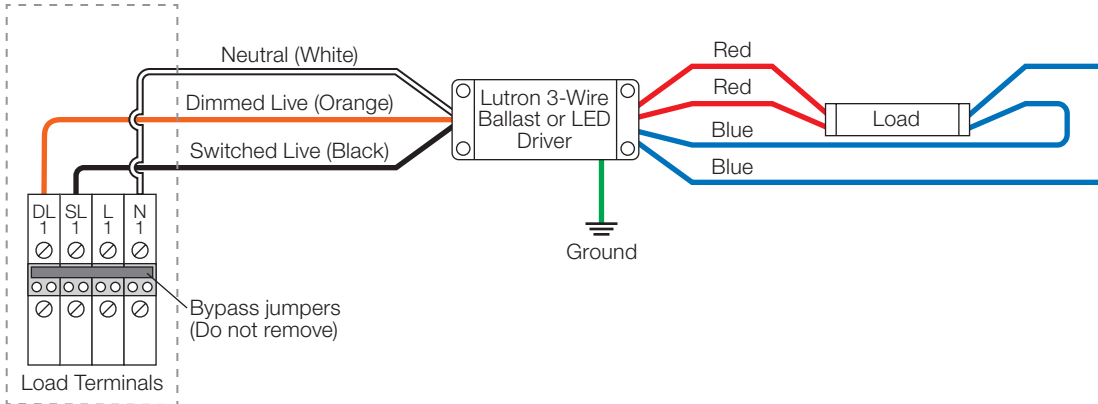 Neutral (White)
Dimmed Live (Orange)
Switched Live (Black)
Lutron 3-Wire
Ballast or LED
Driver
Red
Red
Blue
Blue
Load
Ground
DL SL L N
1 1 1 1
Bypass jumpers
(Do not remove)
Load Terminals